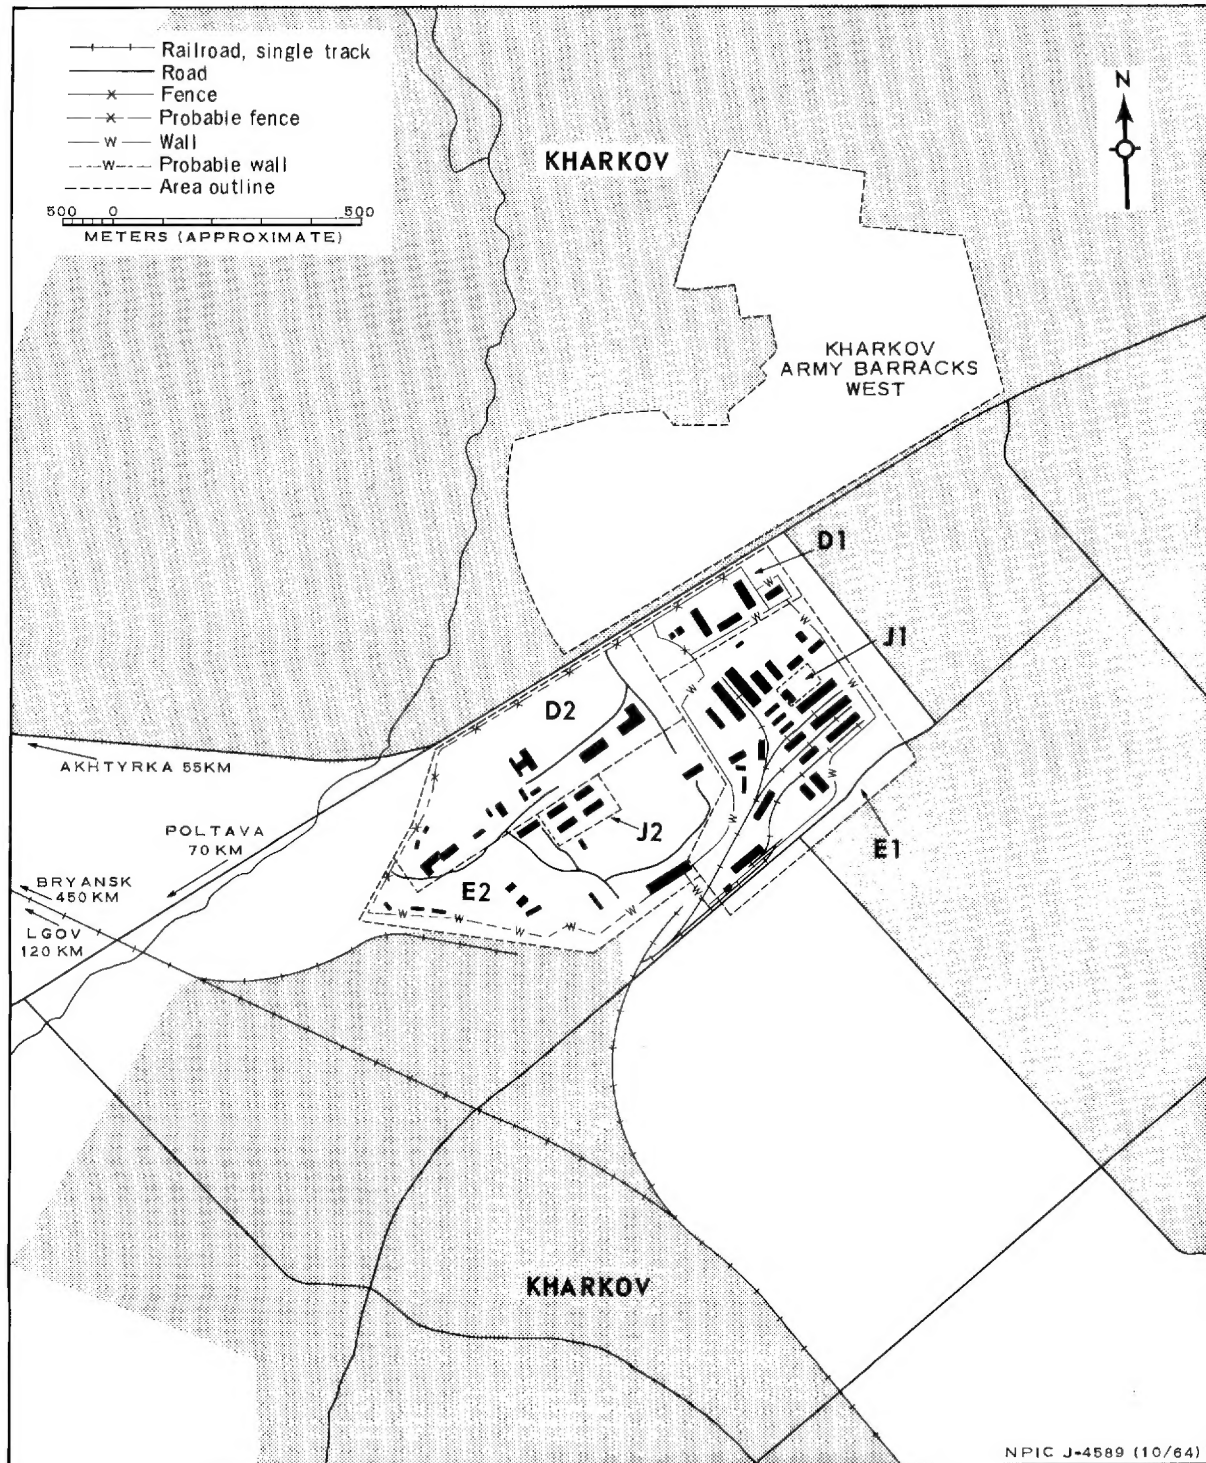 Railroad, single track
Road
Fence
Probable fence
Wall
Probable wall
Area outline
500 0 500
METERS (APPROXIMATE)
N
KHARKOV
KHARKOV
ARMY BARRACKS
WEST
D1
J1
D2
AKHTYRKA 55KM
POLTAVA
70 KM
J2
E1
BRYANSK
450 KM
E2
LGOV
120 KM
KHARKOV
NPIC J-4589 (10/64)